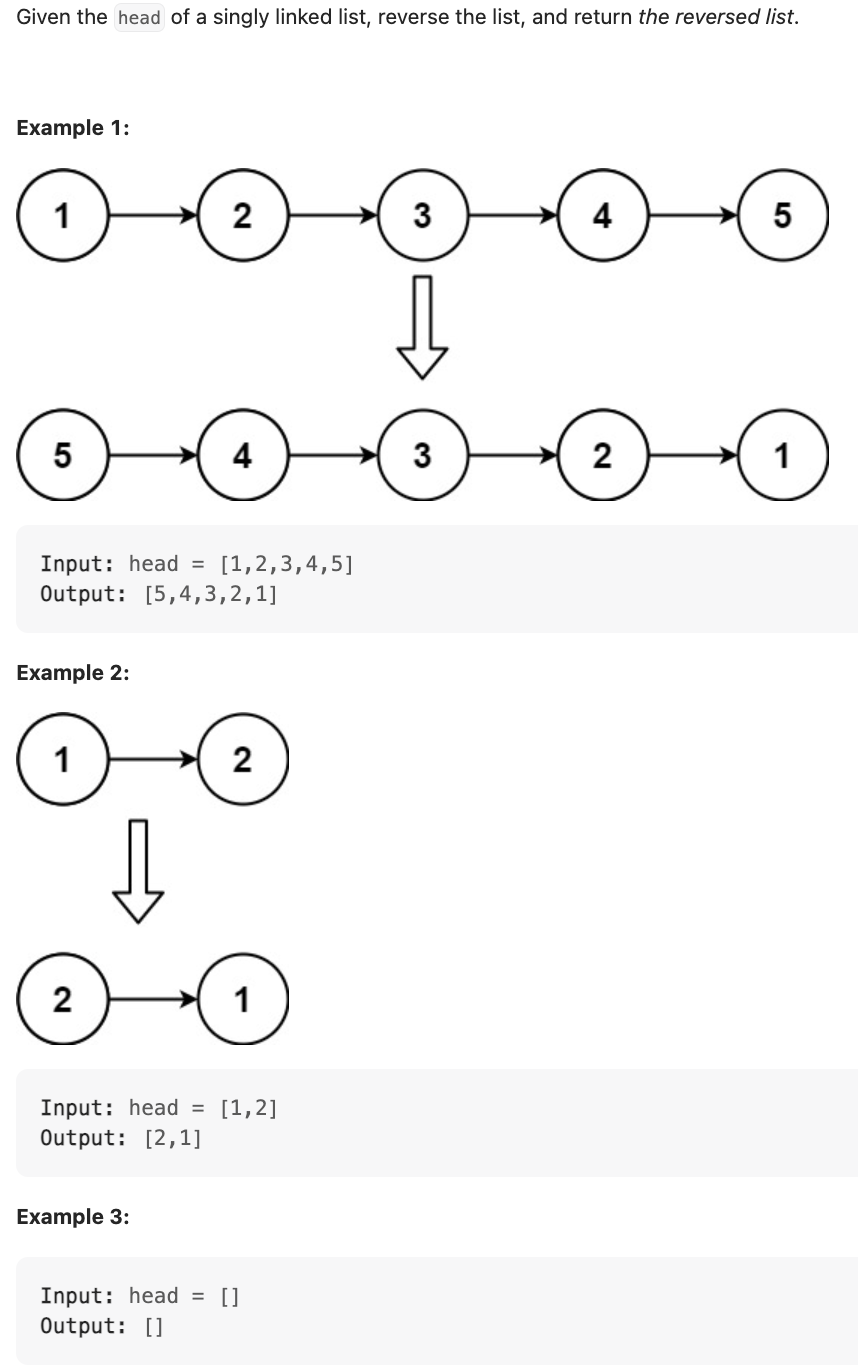 Given the head of a singly linked list, reverse the list, and return the reversed list.
Example 1:
1 2 3 4 5
5 4 3 2 1
Input: head = [1,2,3,4,5]
Output: [5,4,3,2,1]
Example 2:
1 2
2 1
Input: head = [1,2]
Output: [2,1]
Example 3:
Input: head = []
Output: []